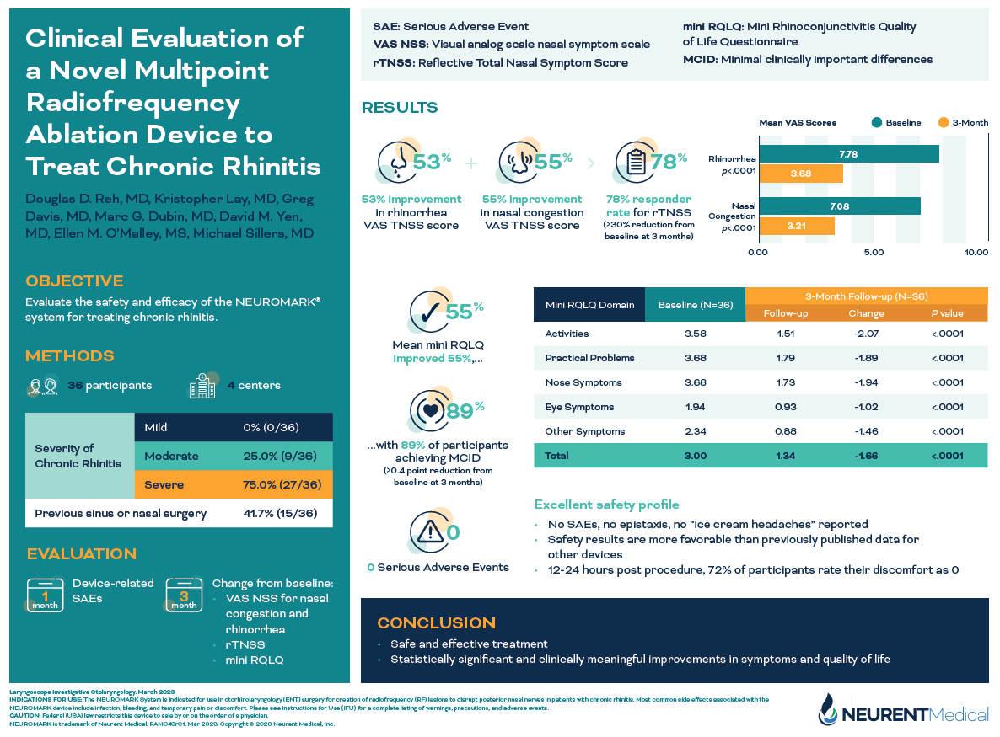 Clinical Evaluation of
a Novel Multipoint
Radiofrequency
Ablation Device to
Treat Chronic Rhinitis
Douglas D. Reh, MD, Kristopher Lay, MD, Greg
Davis, MD, Marc G. Dubin, MD, David M. Yen,
MD, Ellen M. O'Malley, MS, Michael Sillers, MD
OBJECTIVE
Evaluate the safety and efficacy of the NEUROMARK®
system for treating chronic rhinitis.
METHODS
36 participants
4 centers
Severity of
Chronic Rhinitis
Mild 0% (0/36)
Moderate 25.0% (9/36)
Severe 75.0% (27/36)
Previous sinus or nasal surgery 41.7% (15/36)
EVALUATION
1
month
Device-related
SAEs
3
month
Change from baseline:
• VAS NSS for nasal
congestion and
rhinorrhea
• rTNSS
• mini RQLQ
SAE: Serious Adverse Event
VAS NSS: Visual analog scale nasal symptom scale
rTNSS: Reflective Total Nasal Symptom Score
mini RQLQ: Mini Rhinoconjunctivitis Quality
of Life Questionnaire
MCID: Minimal clinically important differences
RESULTS
53%
53% improvement
in rhinorrhea
VAS TNSS score
+
55%
55% improvement
in nasal congestion
VAS TNSS score
>
78%
78% responder
rate for rTNSS
(≥30% reduction from
baseline at 3 months)
Mean VAS Scores
Baseline
3-Month
Rhinorrhea
p<.0001
7.78
3.68
Nasal
Congestion
p<.0001
7.08
3.21
0.00 5.00 10.00
55%
Mean mini RQLQ
Improved 55%,...
89%
...with 89% of participants
achieving MCID
(≥0.4 point reduction from
baseline at 3 months)
0
0 Serious Adverse Events
Mini RQLQ Domain Baseline (N=36) 3-Month Follow-up (N=36)
Follow-up Change P value
Activities 3.58 1.51 -2.07 <.0001
Practical Problems 3.68 1.79 -1.89 <.0001
Nose Symptoms 3.68 1.73 -1.94 <.0001
Eye Symptoms 1.94 0.93 -1.02 <.0001
Other Symptoms 2.34 0.88 -1.46 <.0001
Total 3.00 1.34 -1.66 <.0001
Excellent safety profile
• No SAEs, no epistaxis, no “ice cream headaches” reported
• Safety results are more favorable than previously published data for
other devices
• 12-24 hours post procedure, 72% of participants rate their discomfort as 0
CONCLUSION
• Safe and effective treatment
• Statistically significant and clinically meaningful improvements in symptoms and quality of life
Laryngoscope Investigative Otolaryngology. March 2023.
INDICATIONS FOR USE: The NEUROMARK System is indicated for use in otorhinolaryngology (ENT) surgery for creation of radiofrequency (RF) lesions to disrupt posterior nasal nerves in patients with chronic rhinitis. Most common side effects associated with the
NEUROMARK device include infection, bleeding, and temporary pain or discomfort. Please see Instructions for Use (IFU) for a complete listing of warnings, precautions, and adverse events.
CAUTION: Federal (USA) law restricts this device to sale by or on the order of a physician.
NEUROMARK is trademark of Neurent Medical. PAM049r01. Mar 2023. Copyright © 2023 Neurent Medical, Inc.
NEURENTMedical